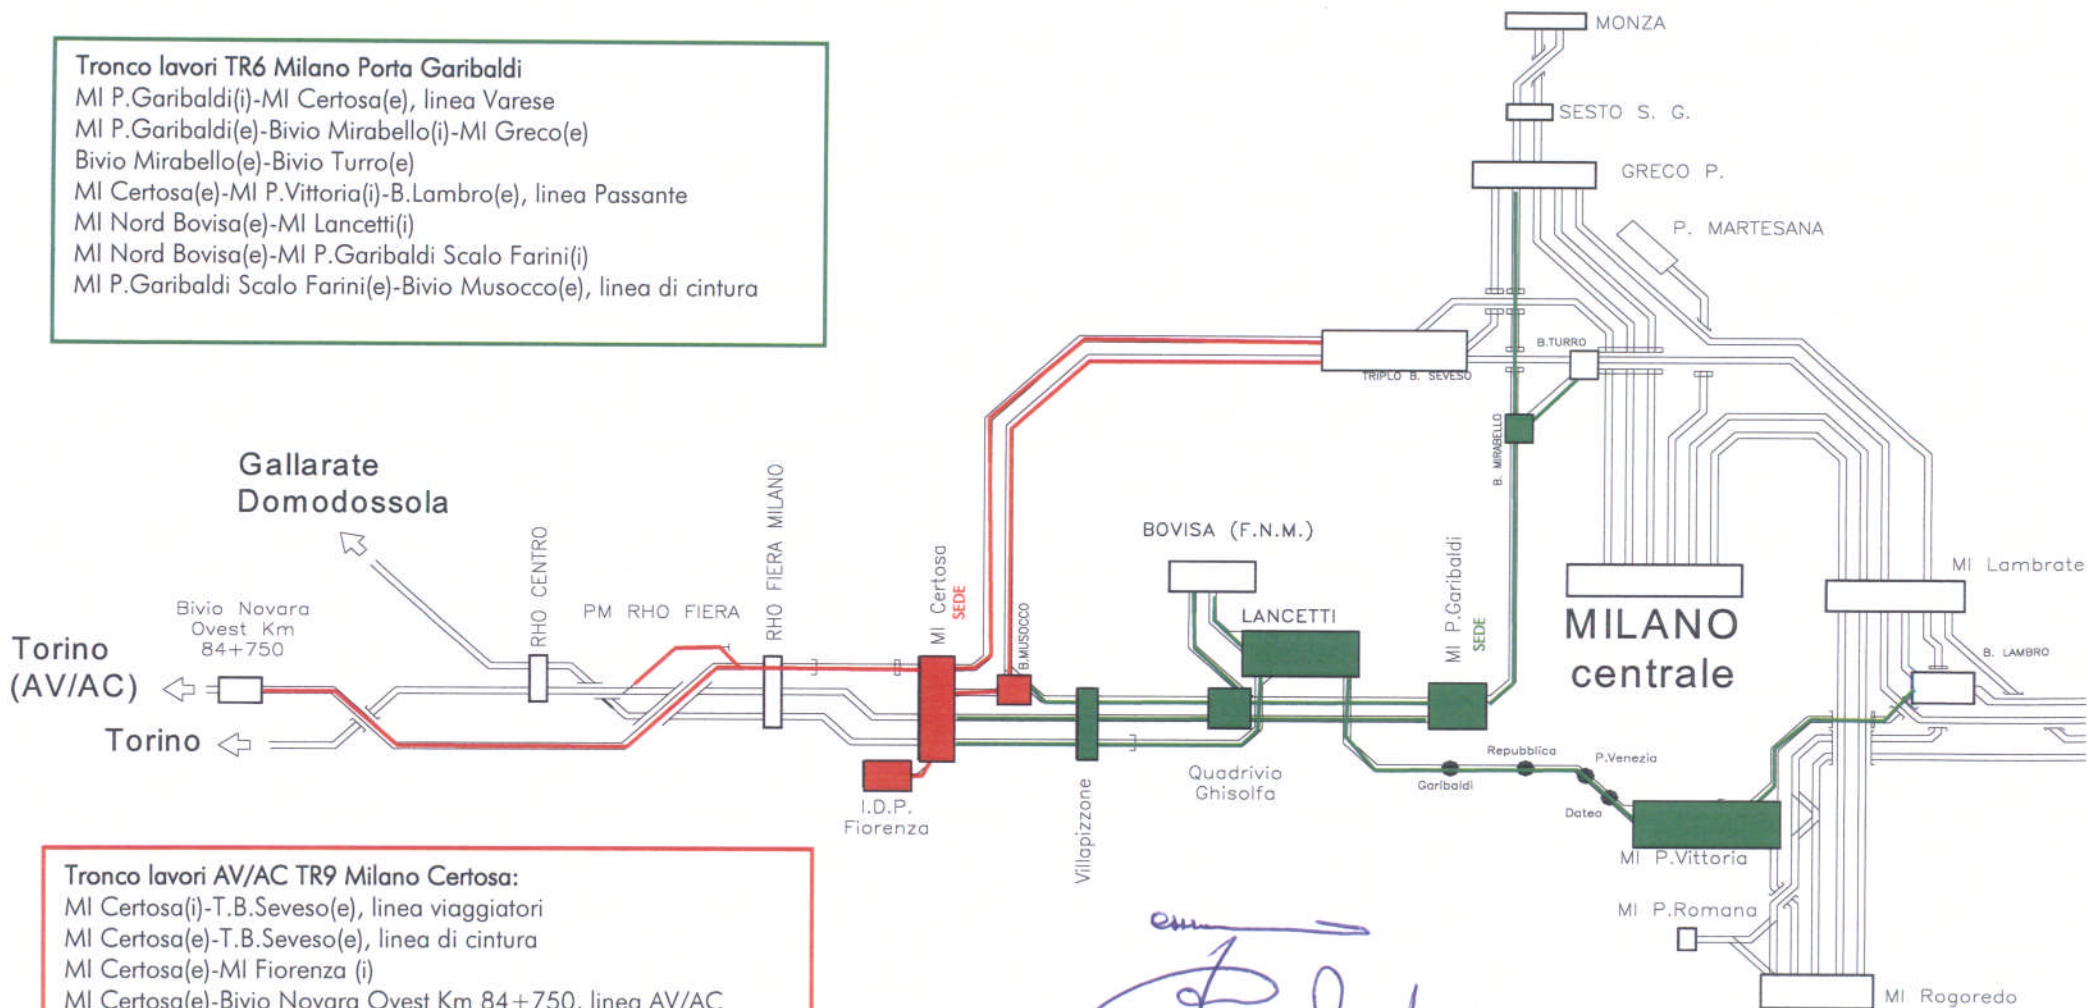 Tronco lavori TR6 Milano Porta Garibaldi
MI P.Garibaldi(i)-MI Certosa(e), linea Varese
MI P.Garibaldi(e)-Bivio Mirabello(i)-MI Greco(e)
Bivio Mirabello(e)-Bivio Turro(e)
MI Certosa(e)-MI P.Vittoria(i)-B.Lambro(e), linea Passante
MI Nord Bovisa(e)-MI Lancetti(i)
MI Nord Bovisa(e)-MI P.Garibaldi Scalo Farini(i)
MI P.Garibaldi Scalo Farini(e)-Bivio Musocco(e), linea di cintura
MONZA
SESTO S. G.
GRECO P.
P. MARTESANA
B.TURRO
TRIPLO B. SEVESO
B. MIRABELLO
Gallarate
Domodossola
BOVISA (F.N.M.)
LANCETTI
MI P.Garibaldi
SEDE
MILANO
centrale
MI Lambrate
B. LAMBRO
RHO CENTRO
PM RHO FIERA
RHO FIERA MILANO
MI Certosa
SEDE
B.MUSOCCO
Bivio Novara
Ovest Km
84+750
Torino
(AV/AC)
Torino
I.D.P.
Fiorenza
Villapizzone
Quadrivio
Ghisolfa
Garibaldi
Repubblica
P.Venezia
Dateo
MI P.Vittoria
MI P.Romana
MI Rogoredo
Tronco lavori AV/AC TR9 Milano Certosa:
MI Certosa(i)-T.B.Seveso(e), linea viaggiatori
MI Certosa(e)-T.B.Seveso(e), linea di cintura
MI Certosa(e)-MI Fiorenza (i)
MI Certosa(e)-Bivio Novara Ovest Km 84+750, linea AV/AC